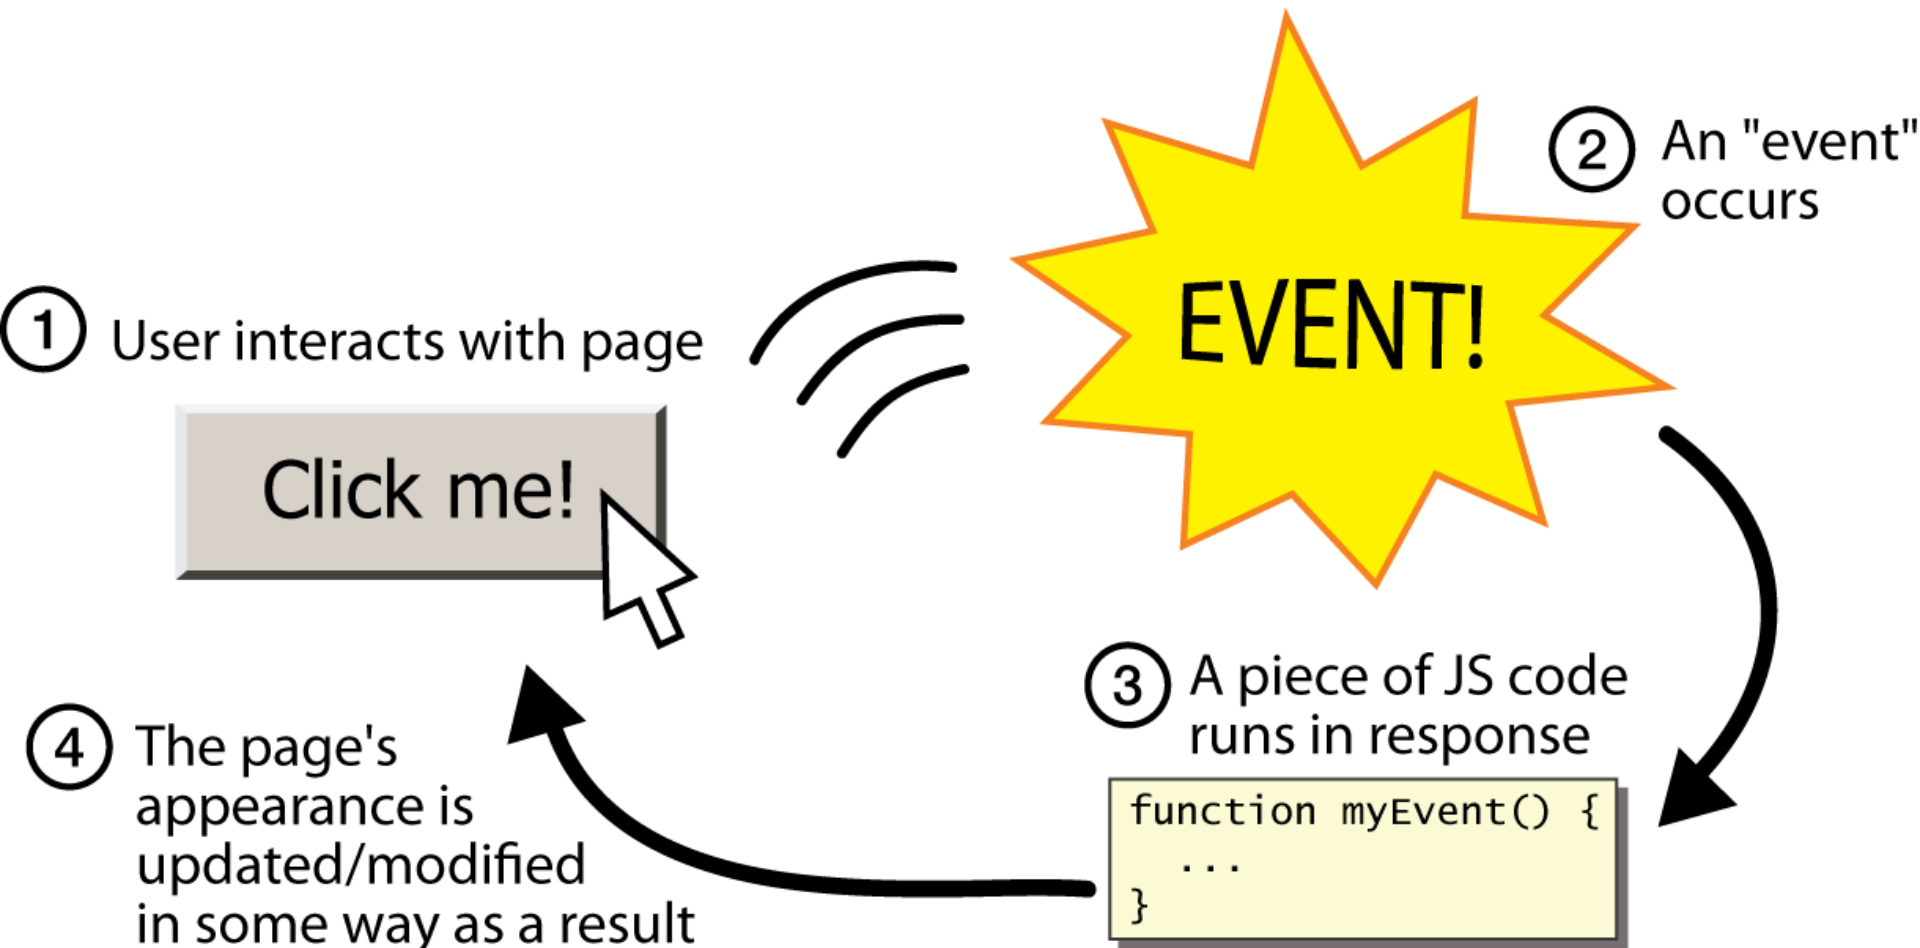 1 User interacts with page
Click me!
EVENT!
2 An "event"
occurs
3 A piece of JS code
runs in response
function myEvent() {
...
}
4 The page's
appearance is
updated/modified
in some way as a result